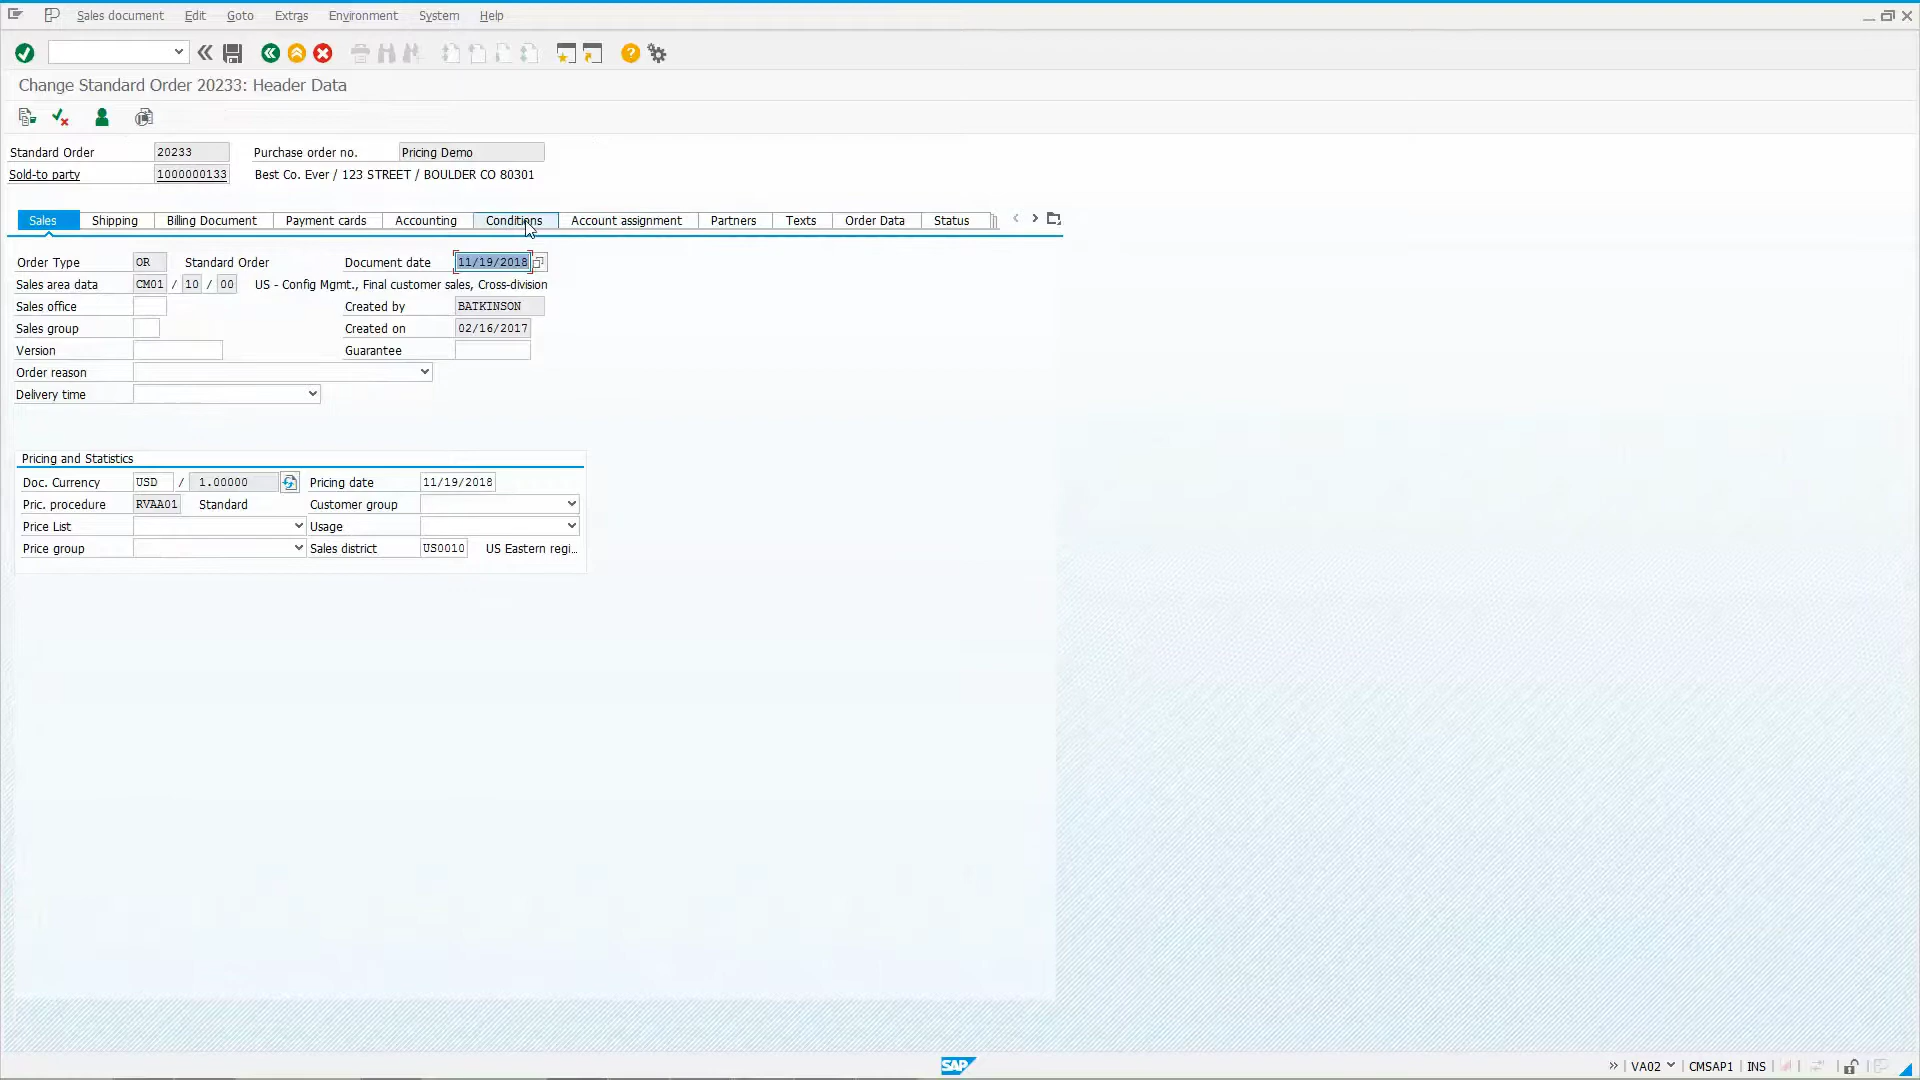 Sales document Edit Goto Extras Environment System Help
Change Standard Order 20233: Header Data
Standard Order 20233 Purchase order no. Pricing Demo
Sold-to party 1000000133 Best Co. Ever / 123 STREET / BOULDER CO 80301
Sales Shipping Billing Document Payment cards Accounting Conditions Account assignment Partners Texts Order Data Status
Order Type OR Standard Order Document date 11/19/2018
Sales area data CM01 / 10 / 00 US - Config Mgmt., Final customer sales, Cross-division
Sales office Created by BATKINSON
Sales group Created on 02/16/2017
Version Guarantee
Order reason
Delivery time
Pricing and Statistics
Doc. Currency USD / 1.00000 Pricing date 11/19/2018
Pric. procedure RVAA01 Standard Customer group
Price List Usage
Price group Sales district US0010 US Eastern regi...
SAP VA02 CMSAP1 INS